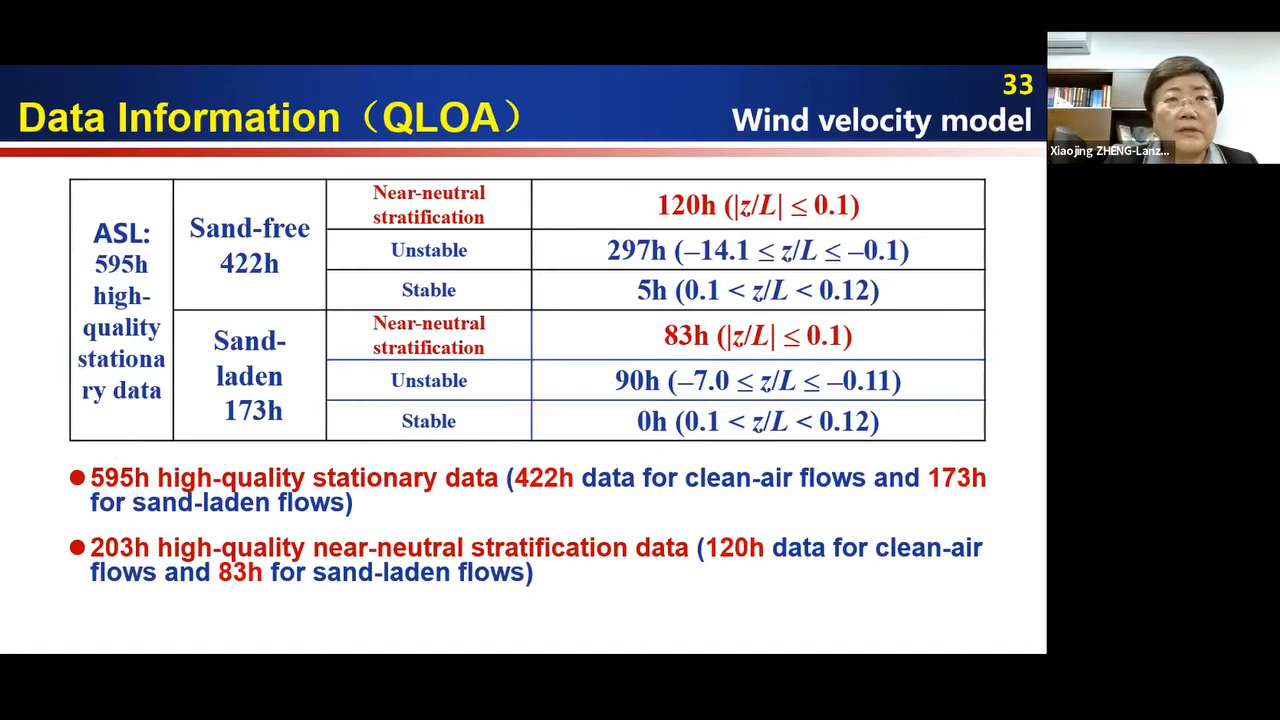 33
Data Information（QLOA）
Wind velocity model
Xiaojing ZHENG-Lanz...
ASL:
595h
high-
quality
stationa
ry data
Sand-free
422h
Near-neutral
stratification
120h (|z/L| ≤ 0.1)
Unstable
297h (–14.1 ≤ z/L ≤ –0.1)
Stable
5h (0.1 < z/L < 0.12)
Sand-
laden
173h
Near-neutral
stratification
83h (|z/L| ≤ 0.1)
Unstable
90h (–7.0 ≤ z/L ≤ –0.11)
Stable
0h (0.1 < z/L < 0.12)
●595h high-quality stationary data (422h data for clean-air flows and 173h
for sand-laden flows)
●203h high-quality near-neutral stratification data (120h data for clean-air
flows and 83h for sand-laden flows)